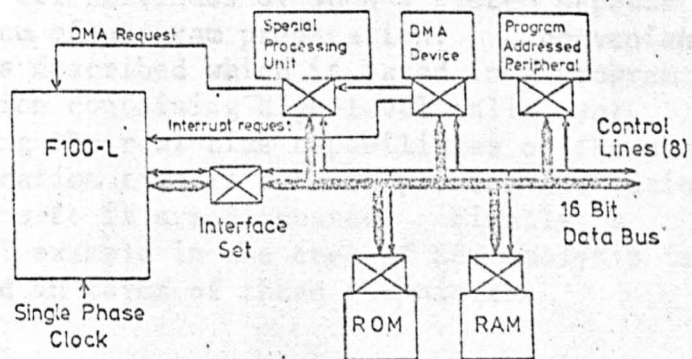 DMA Request
Special
Processing
Unit
DMA
Device
Program
Addressed
Peripheral
Interrupt request
F100-L
Control
Lines (8)
Interface
Set
16 Bit
Data Bus
Single Phase
Clock
ROM
RAM